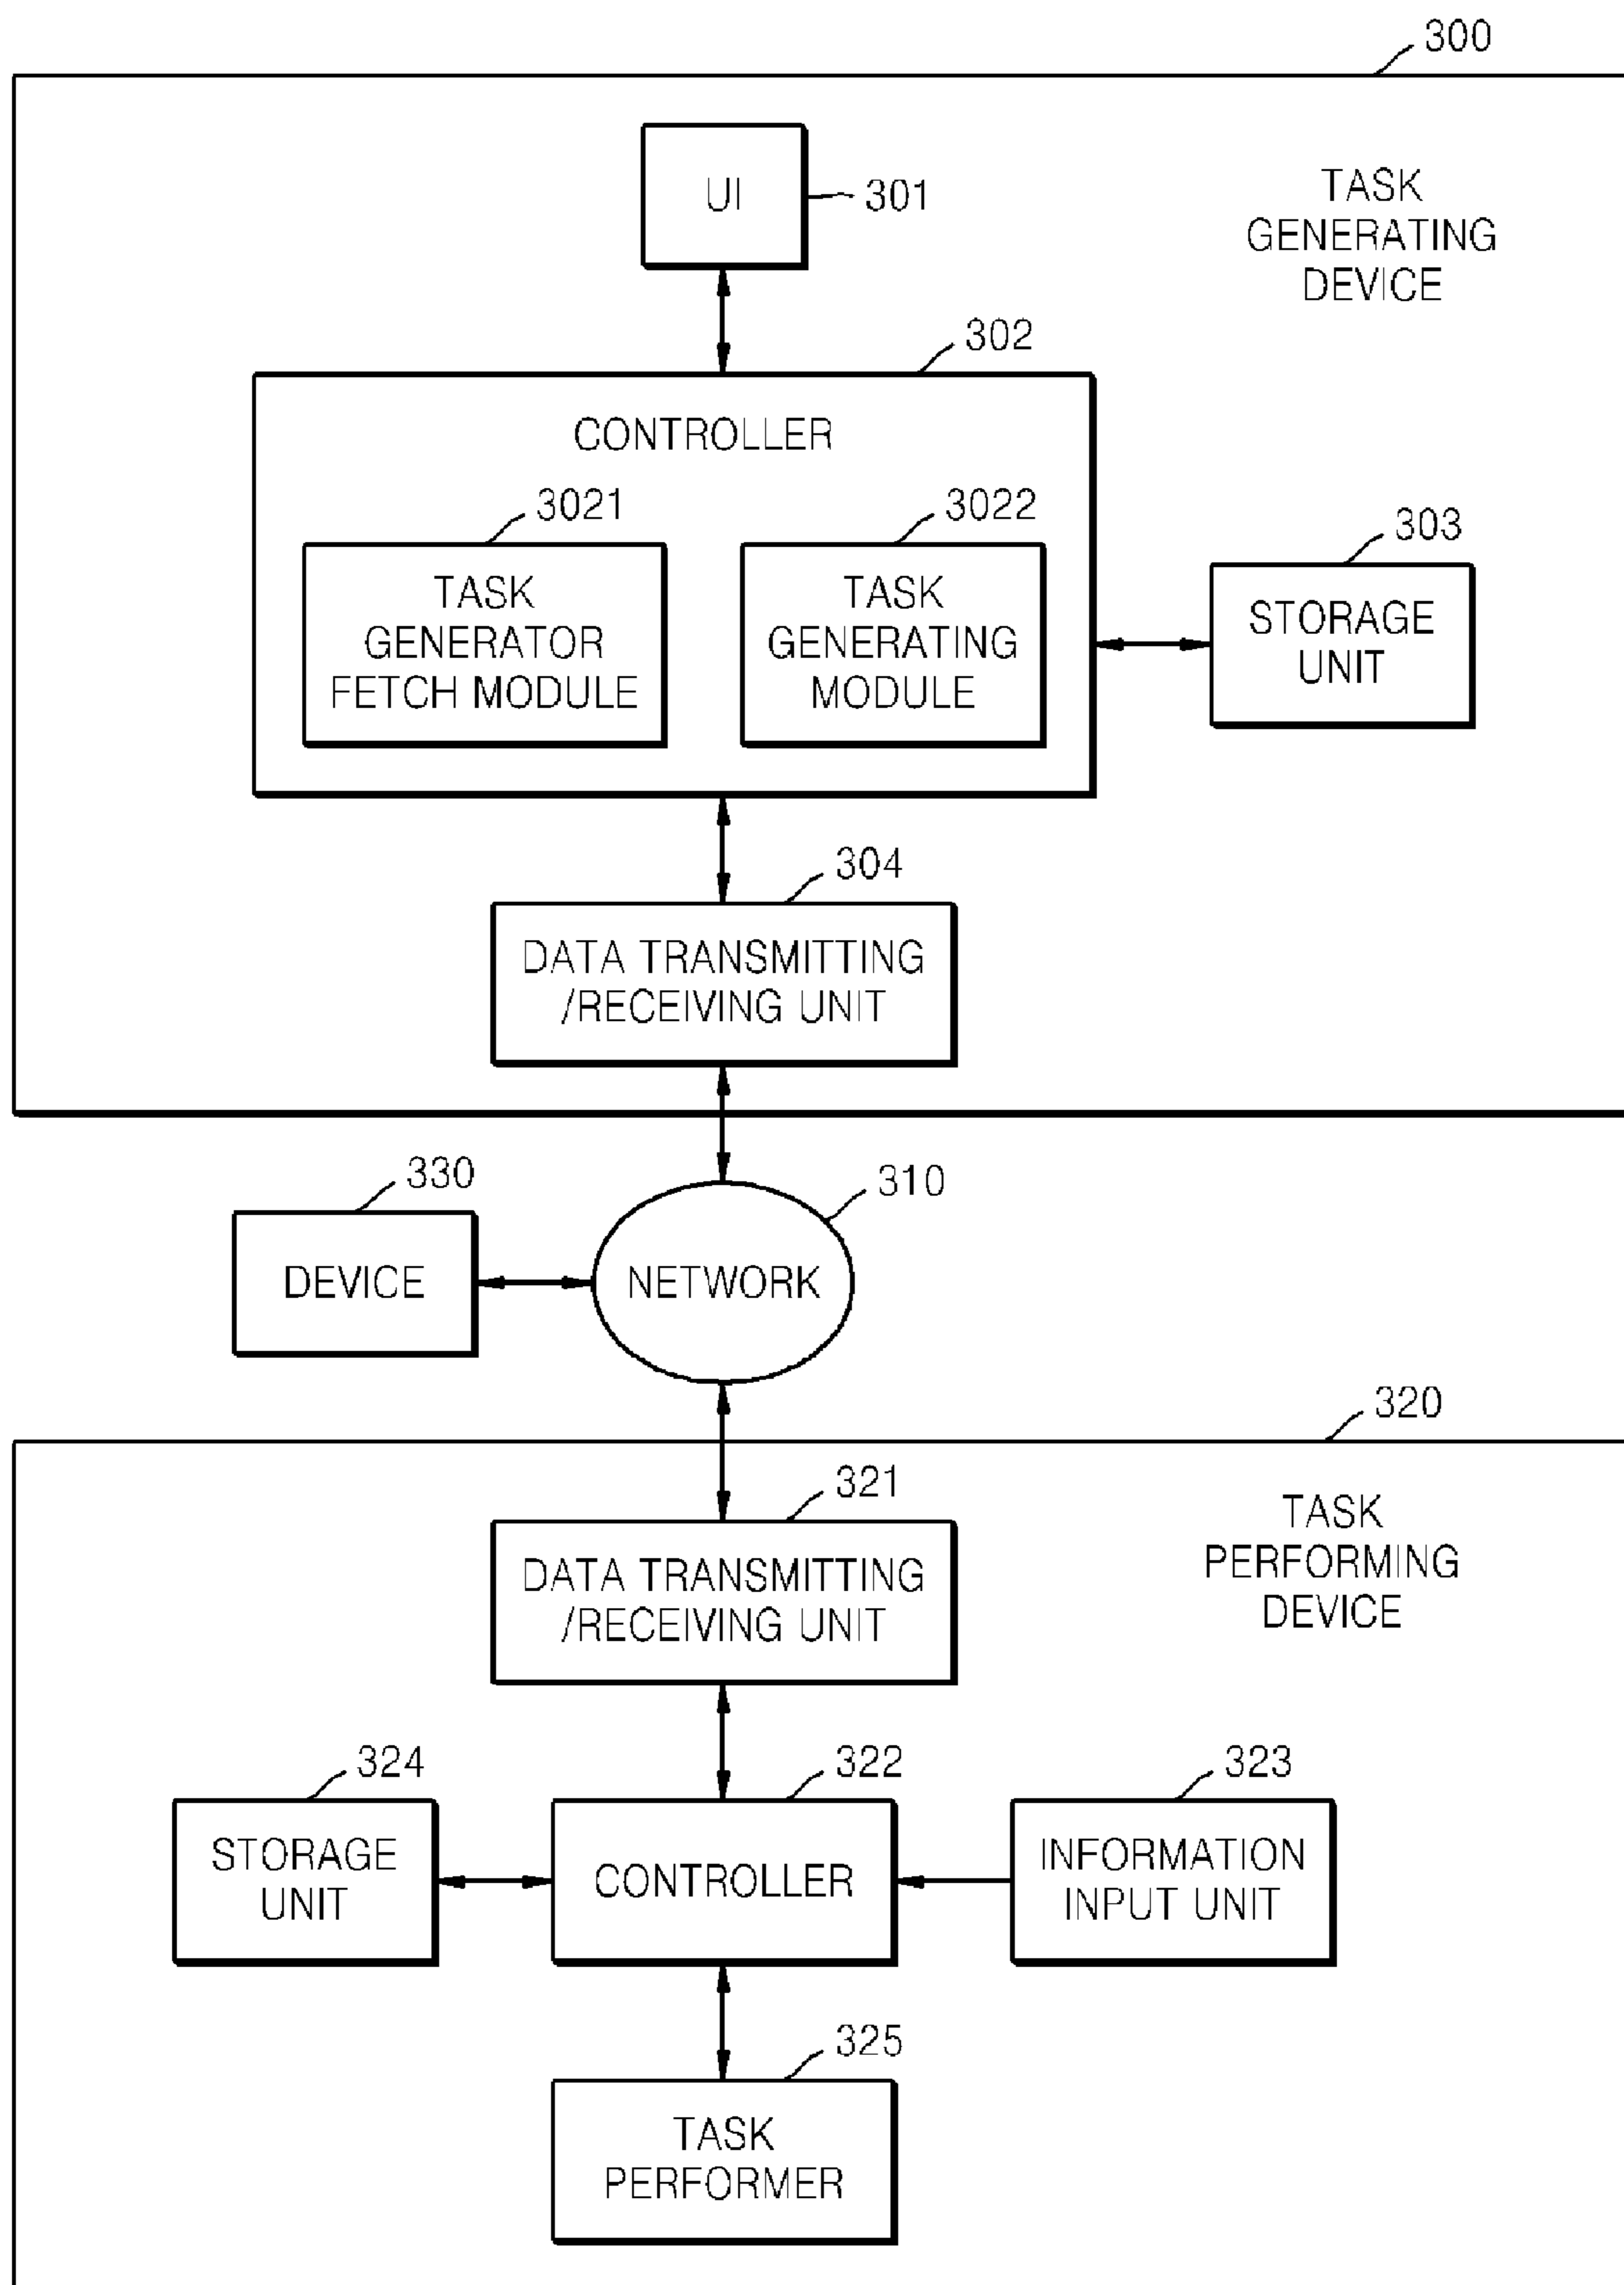 300
UI
301
TASK
GENERATING
DEVICE
302
CONTROLLER
3021
3022
303
TASK
GENERATOR
FETCH MODULE
TASK
GENERATING
MODULE
STORAGE
UNIT
304
DATA TRANSMITTING
/RECEIVING UNIT
330
310
DEVICE
NETWORK
320
321
TASK
PERFORMING
DEVICE
DATA TRANSMITTING
/RECEIVING UNIT
324
322
323
STORAGE
UNIT
CONTROLLER
INFORMATION
INPUT UNIT
325
TASK
PERFORMER